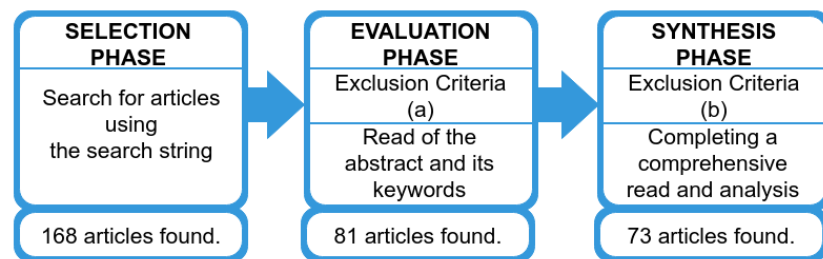 SELECTION
PHASE
Search for articles
using
the search string
168 articles found.
EVALUATION
PHASE
Exclusion Criteria
(a)
Read of the
abstract and its
keywords
81 articles found.
SYNTHESIS
PHASE
Exclusion Criteria
(b)
Completing a
comprehensive
read and analysis
73 articles found.